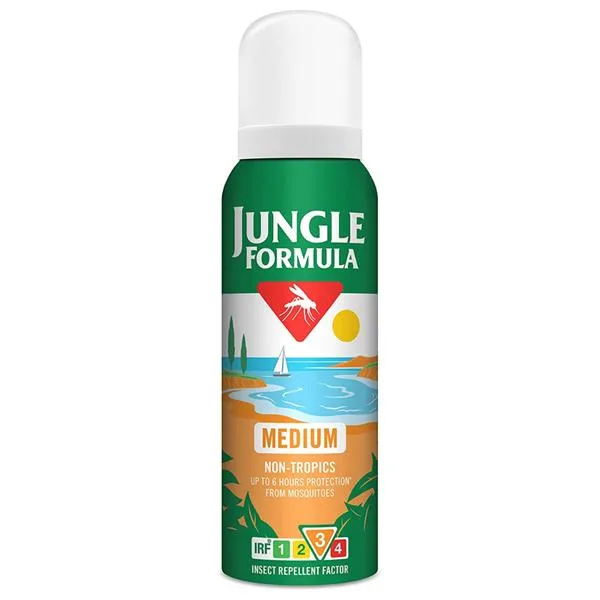 JUNGLE
FORMULA
MEDIUM
NON-TROPICS
UP TO 6 HOURS PROTECTION*
FROM MOSQUITOES
IRF® 1 2 3 4
INSECT REPELLENT FACTOR